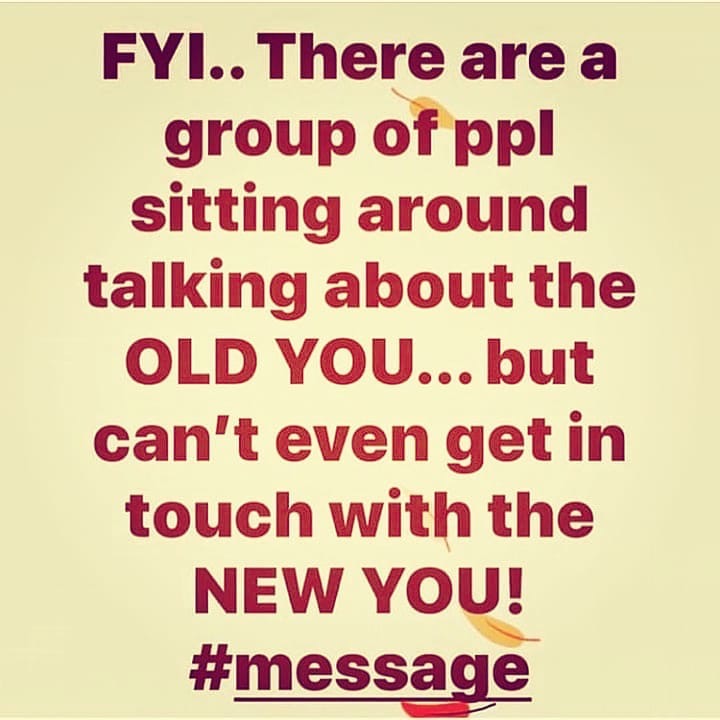 FYI.. There are a
group of ppl
sitting around
talking about the
OLD YOU... but
can't even get in
touch with the
NEW YOU!
#message